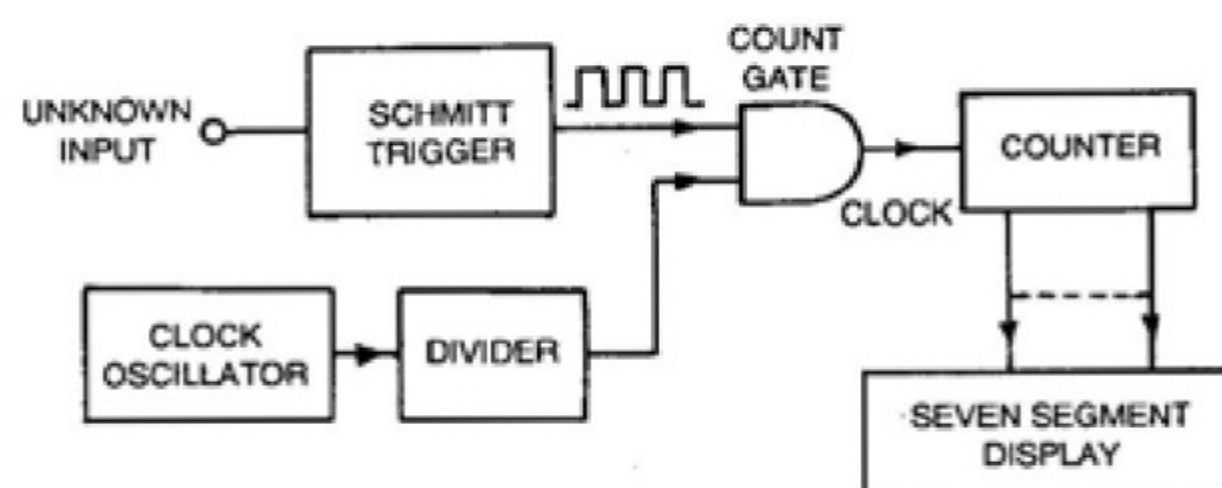 UNKNOWN
INPUT
SCHMITT
TRIGGER
COUNT
GATE
COUNTER
CLOCK
CLOCK
OSCILLATOR
DIVIDER
SEVEN SEGMENT
DISPLAY